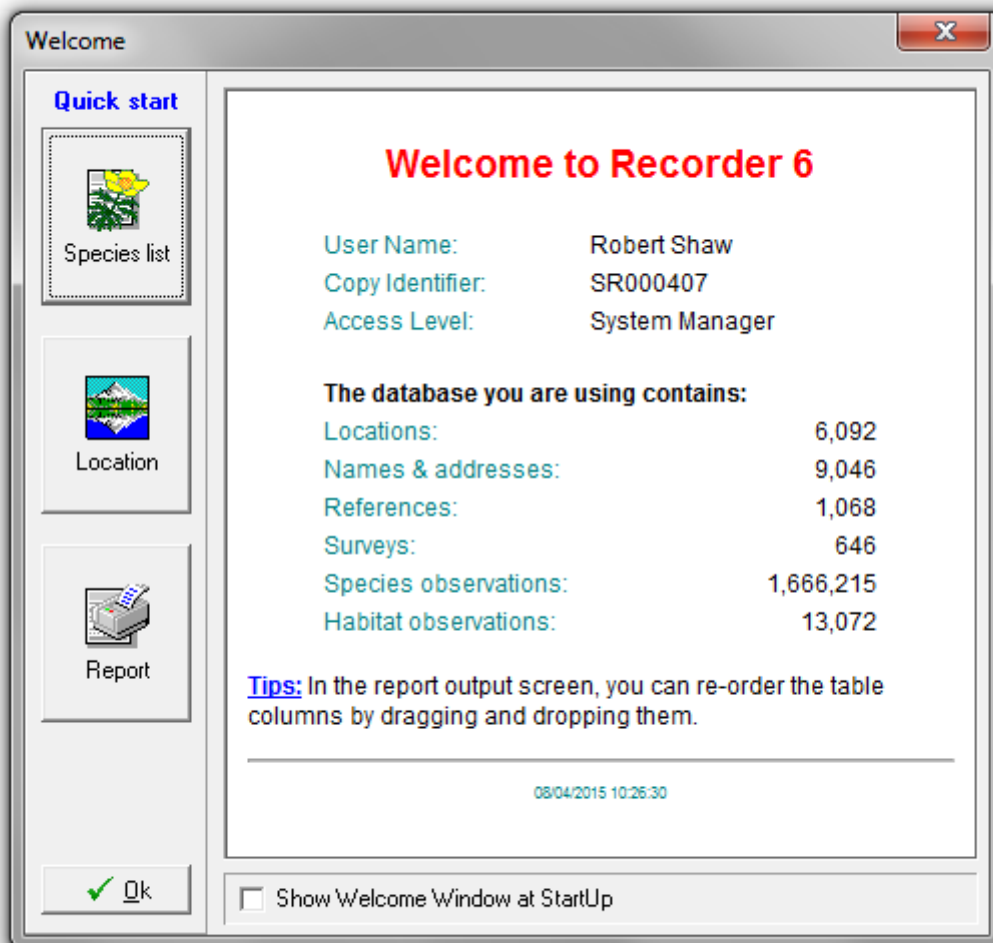 Welcome
Quick start
Species list
Location
Report
Ok
Welcome to Recorder 6
User Name: Robert Shaw
Copy Identifier: SR000407
Access Level: System Manager
The database you are using contains:
Locations: 6,092
Names & addresses: 9,046
References: 1,068
Surveys: 646
Species observations: 1,666,215
Habitat observations: 13,072
Tips: In the report output screen, you can re-order the table
columns by dragging and dropping them.
08/04/2015 10:26:30
Show Welcome Window at StartUp